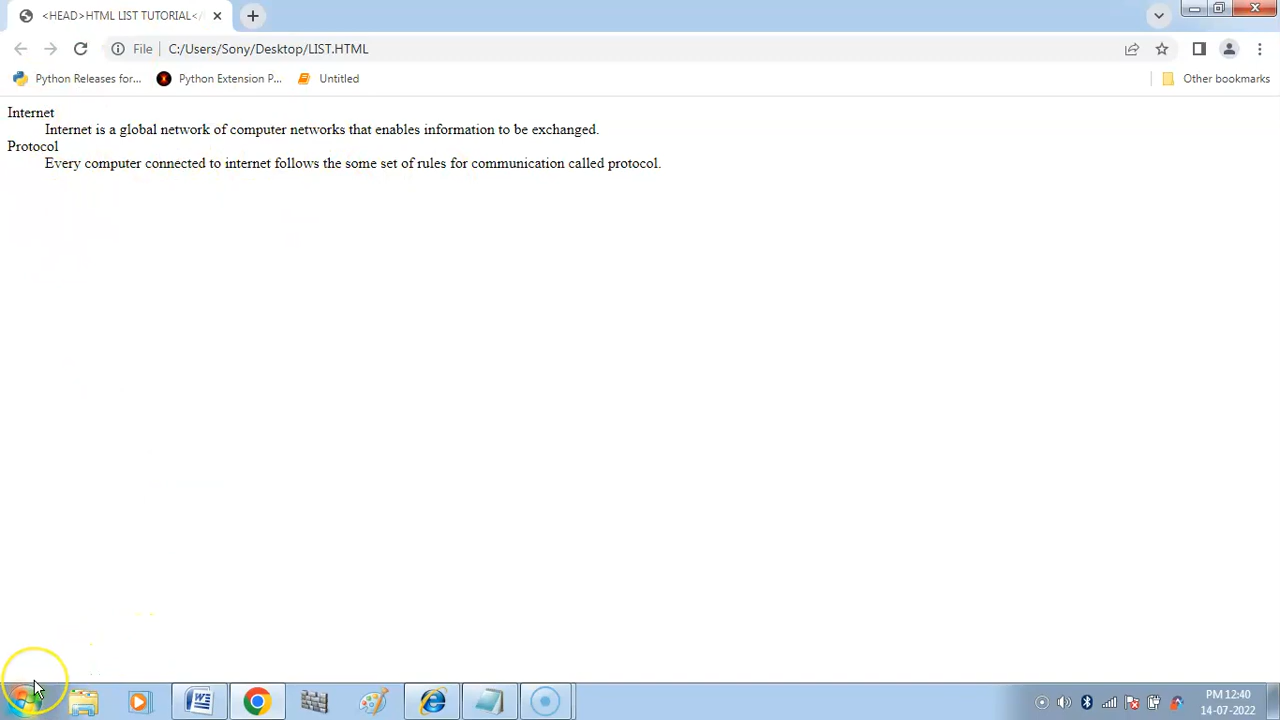 <HEAD>HTML LIST TUTORIAL</
File
C:/Users/Sony/Desktop/LIST.HTML
Python Releases for...
Python Extension P...
Untitled
Other bookmarks
Internet
Internet is a global network of computer networks that enables information to be exchanged.
Protocol
Every computer connected to internet follows the some set of rules for communication called protocol.
PM 12:40
14-07-2022